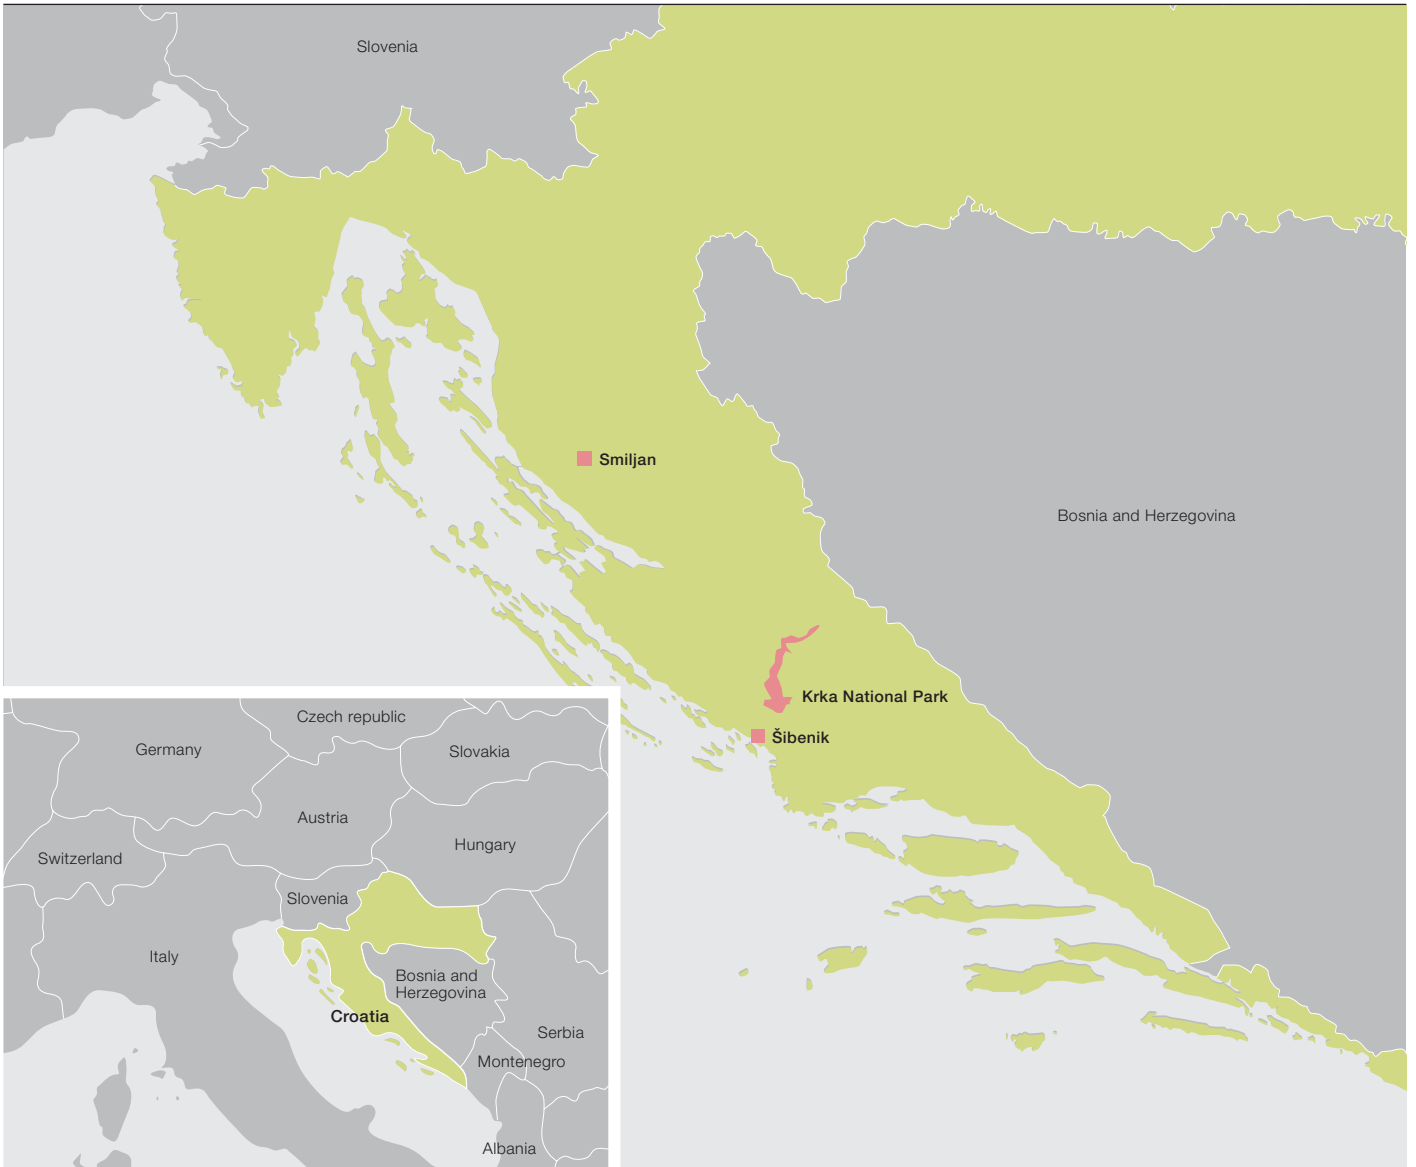 Slovenia
Smiljan
Bosnia and Herzegovina
Krka National Park
Šibenik
Czech republic
Germany
Slovakia
Austria
Hungary
Switzerland
Slovenia
Italy
Bosnia and
Herzegovina
Croatia
Serbia
Montenegro
Albania